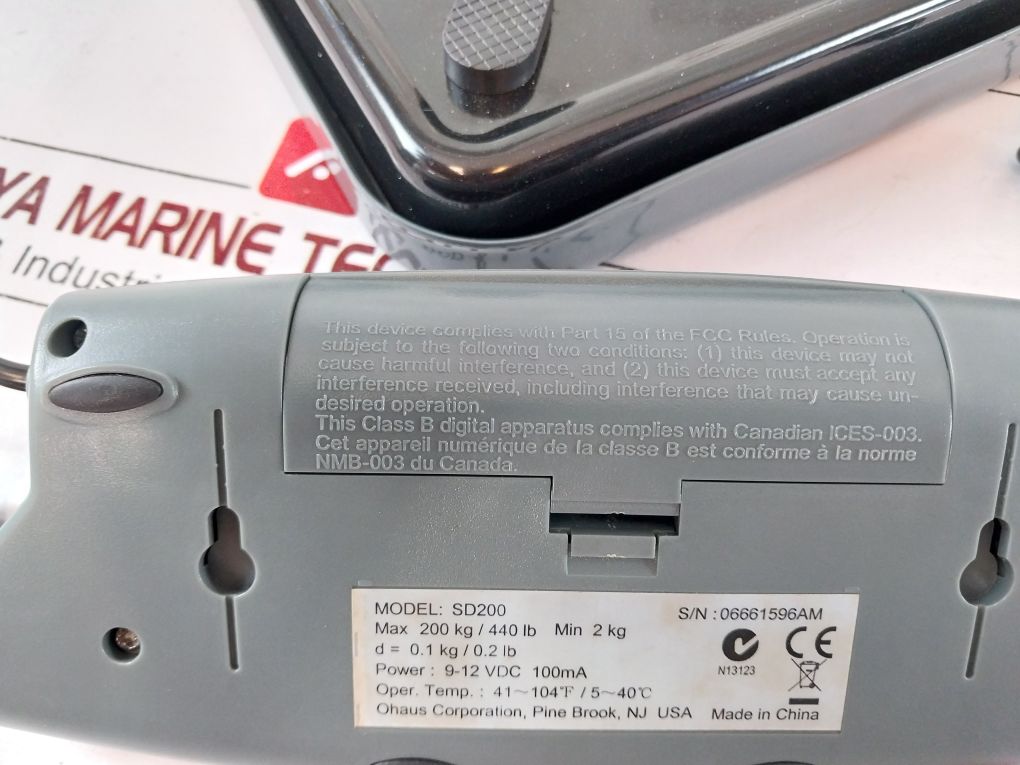 YA MARINE TEC
Industri
This device complies with Part 15 of the FCC Rules. Operation is
subject to the following two conditions: (1) this device may not
cause harmful interference, and (2) this device must accept any
interference received, including interference that may cause un-
desired operation.
This Class B digital apparatus complies with Canadian ICES-003.
Cet appareil numérique de la classe B est conforme à la norme
NMB-003 du Canada.
MODEL: SD200 S/N : 06661596AM
Max 200 kg / 440 lb Min 2 kg
d = 0.1 kg / 0.2 lb
N13123
CE
Power : 9-12 VDC 100mA
Oper. Temp. : 41～104℉ / 5～40℃
Ohaus Corporation, Pine Brook, NJ USA Made in China